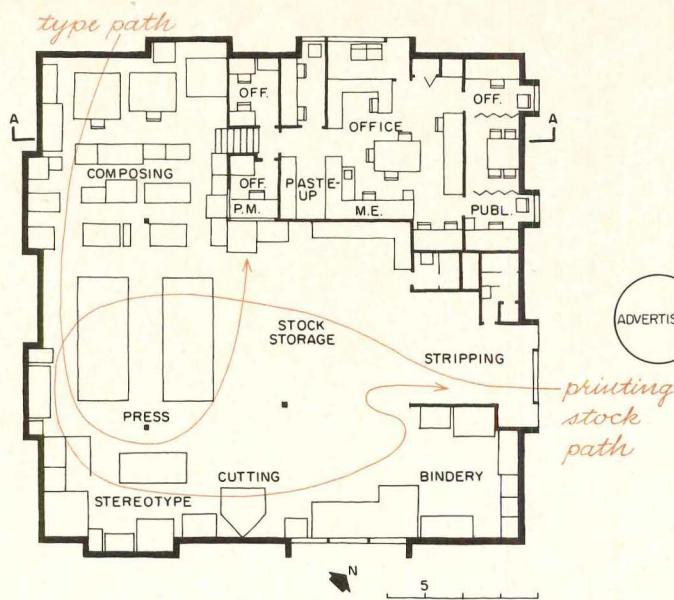 type path
A
OFF.
OFFICE
OFF.
A
COMPOSING
OFF.
P.M.
PASTE-
UP
M.E.
PUBL.
STOCK
STORAGE
STRIPPING
ADVERTIS
printing
stock
path
PRESS
CUTTING
BINDERY
STEREOTYPE
N
5